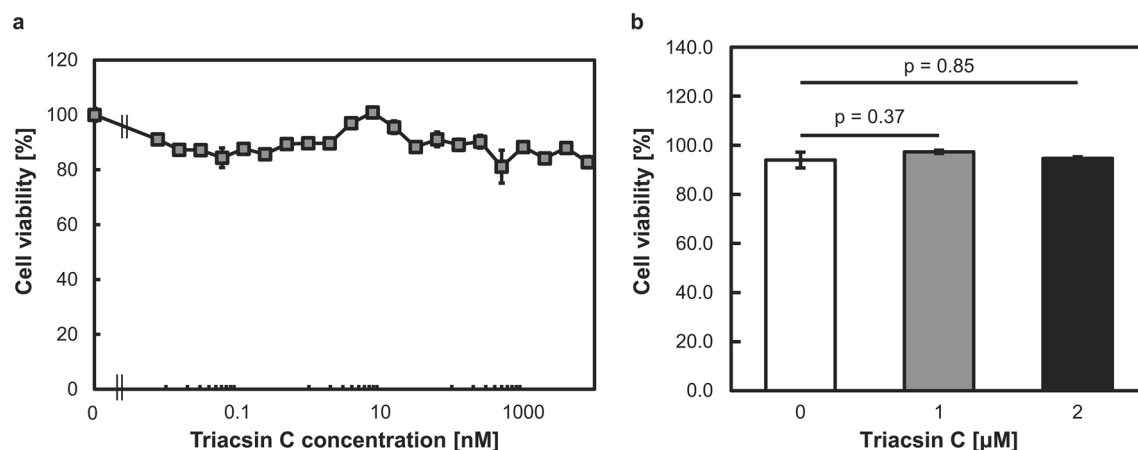 a
120
100
80
60
40
20
0
Cell viability [%]
0 0.1 10 1000
Triacsin C concentration [nM]
b
140.0
120.0
100.0
80.0
60.0
40.0
20.0
0.0
Cell viability [%]
p = 0.85
p = 0.37
0 1 2
Triacsin C [µM]